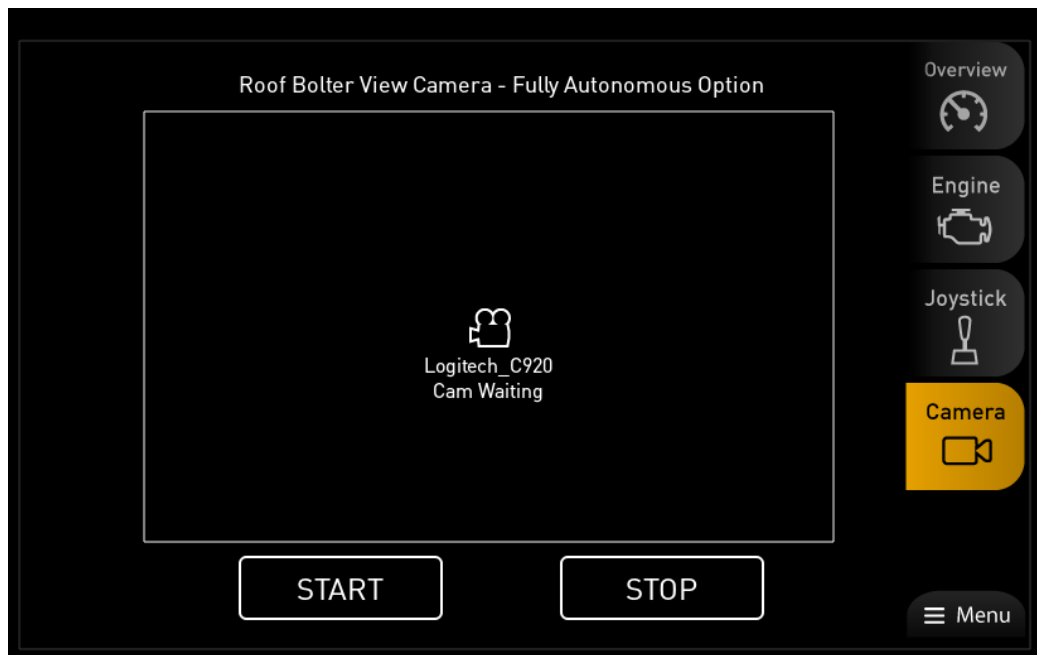 Roof Bolter View Camera - Fully Autonomous Option
Logitech_C920
Cam Waiting
START
STOP
Overview
Engine
Joystick
Camera
Menu